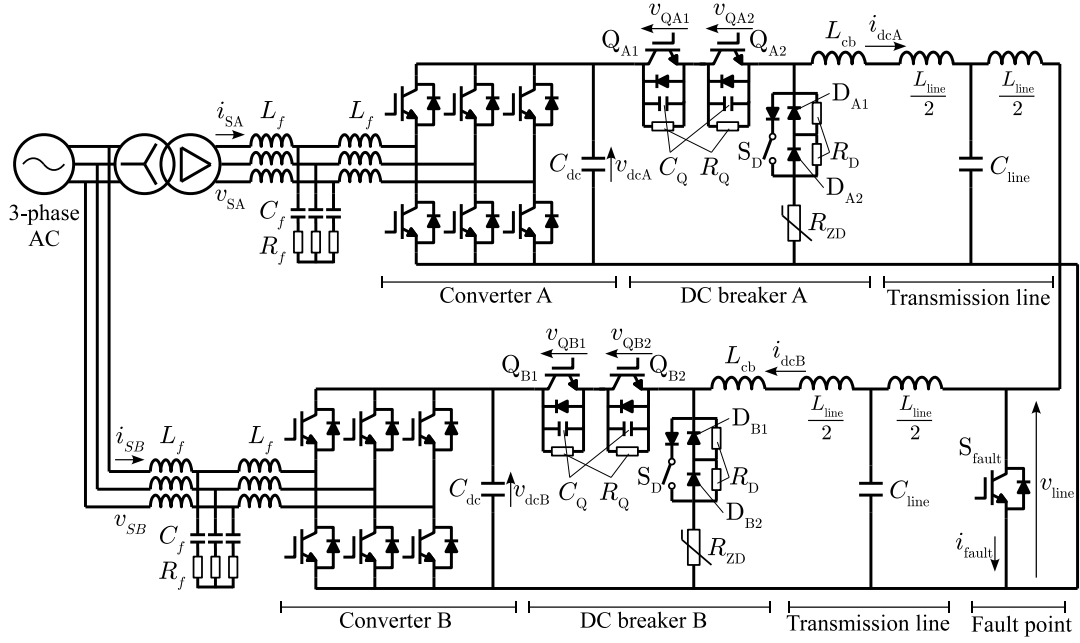 v_QA1
v_QA2
Q_A1
Q_A2
L_cb
i_dcA
L_line/2
L_line/2
i_SA
L_f
L_f
D_A1
S_D
R_D
C_dc
v_dcA
C_Q
R_Q
D_A2
C_line
v_SA
3-phase
AC
C_f
R_f
R_ZD
Converter A
DC breaker A
Transmission line
v_QB1
v_QB2
Q_B1
Q_B2
L_cb
i_dcB
L_line/2
L_line/2
i_SB
L_f
L_f
D_B1
S_D
R_D
S_fault
C_dc
v_dcB
C_Q
R_Q
D_B2
C_line
v_line
v_SB
C_f
R_f
R_ZD
i_fault
Converter B
DC breaker B
Transmission line
Fault point